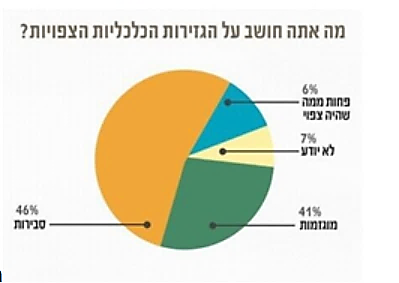 מה אתה חושב על הגזירות הכלכליות הצפויות?
6%
פחות ממה
שהיה צפוי
7%
לא יודע
41%
מוגזמות
46%
סבירות